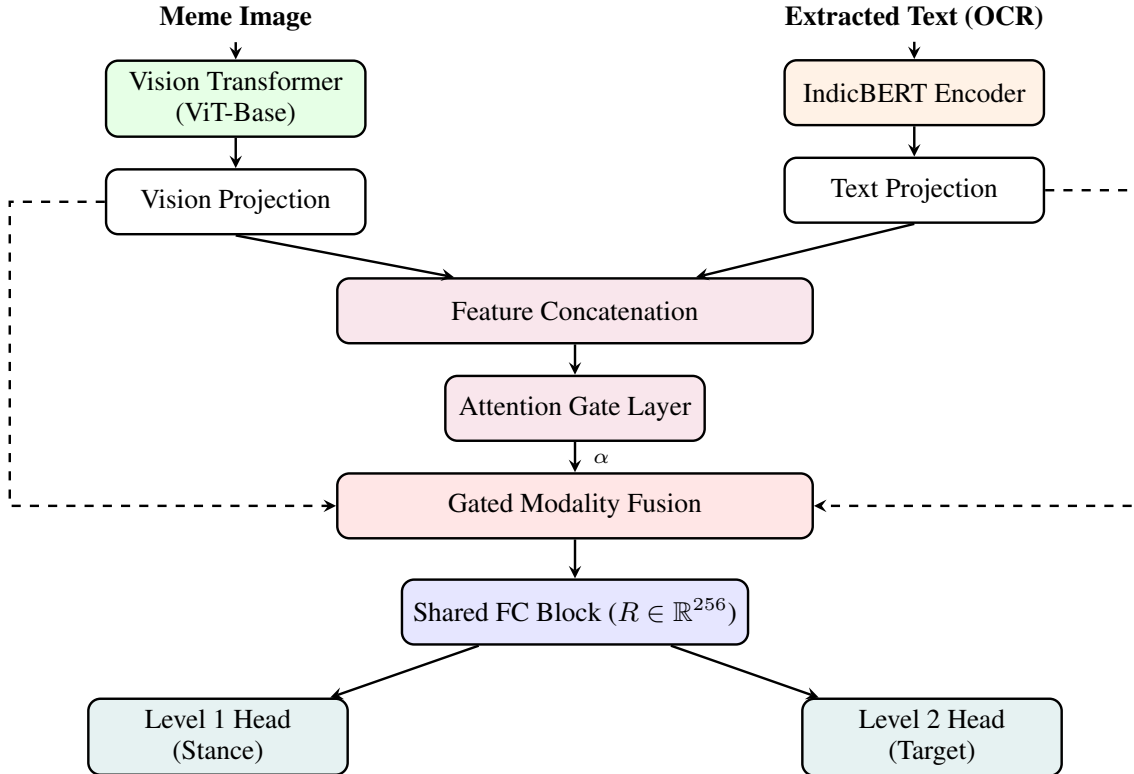 Meme Image
Extracted Text (OCR)
Vision Transformer
(ViT-Base)
IndicBERT Encoder
Vision Projection
Text Projection
Feature Concatenation
Attention Gate Layer
α
Gated Modality Fusion
Shared FC Block (R ∈ ℝ²⁵⁶)
Level 1 Head
(Stance)
Level 2 Head
(Target)